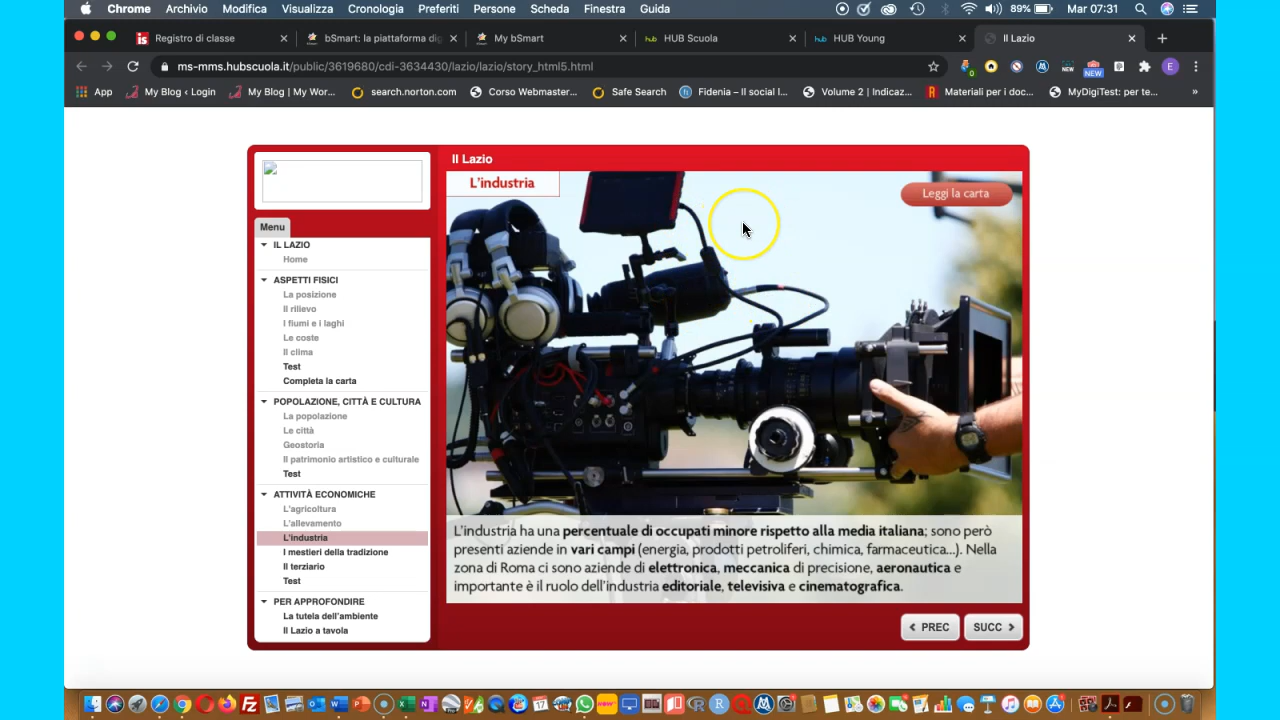 Chrome Archivio Modifica Visualizza Cronologia Preferiti Persone Scheda Finestra Guida 89% Mar 07:31
Registro di classe bSmart: la piattaforma di My bSmart HUB Scuola HUB Young Il Lazio
ms-mms.hubscuola.it/public/3619680/cdi-3634430/lazio/lazio/story_html5.html
App My Blog ‹ Login My Blog | My Wor... search.norton.com Corso Webmaster... Safe Search Fidenia – Il social l... Volume 2 | Indicaz... Materiali per i doc... MyDigiTest: per te... »
Il Lazio
L'industria
Leggi la carta
Menu
IL LAZIO
Home
ASPETTI FISICI
La posizione
Il rilievo
I fiumi e i laghi
Le coste
Il clima
Test
Completa la carta
POPOLAZIONE, CITTÀ E CULTURA
La popolazione
Le città
Geostoria
Il patrimonio artistico e culturale
Test
ATTIVITÀ ECONOMICHE
L'agricoltura
L'allevamento
L'industria
I mestieri della tradizione
Il terziario
Test
PER APPROFONDIRE
La tutela dell'ambiente
Il Lazio a tavola
L'industria ha una percentuale di occupati minore rispetto alla media italiana; sono però
presenti aziende in vari campi (energia, prodotti petroliferi, chimica, farmaceutica...). Nella
zona di Roma ci sono aziende di elettronica, meccanica di precisione, aeronautica e
importante è il ruolo dell'industria editoriale, televisiva e cinematografica.
PREC SUCC